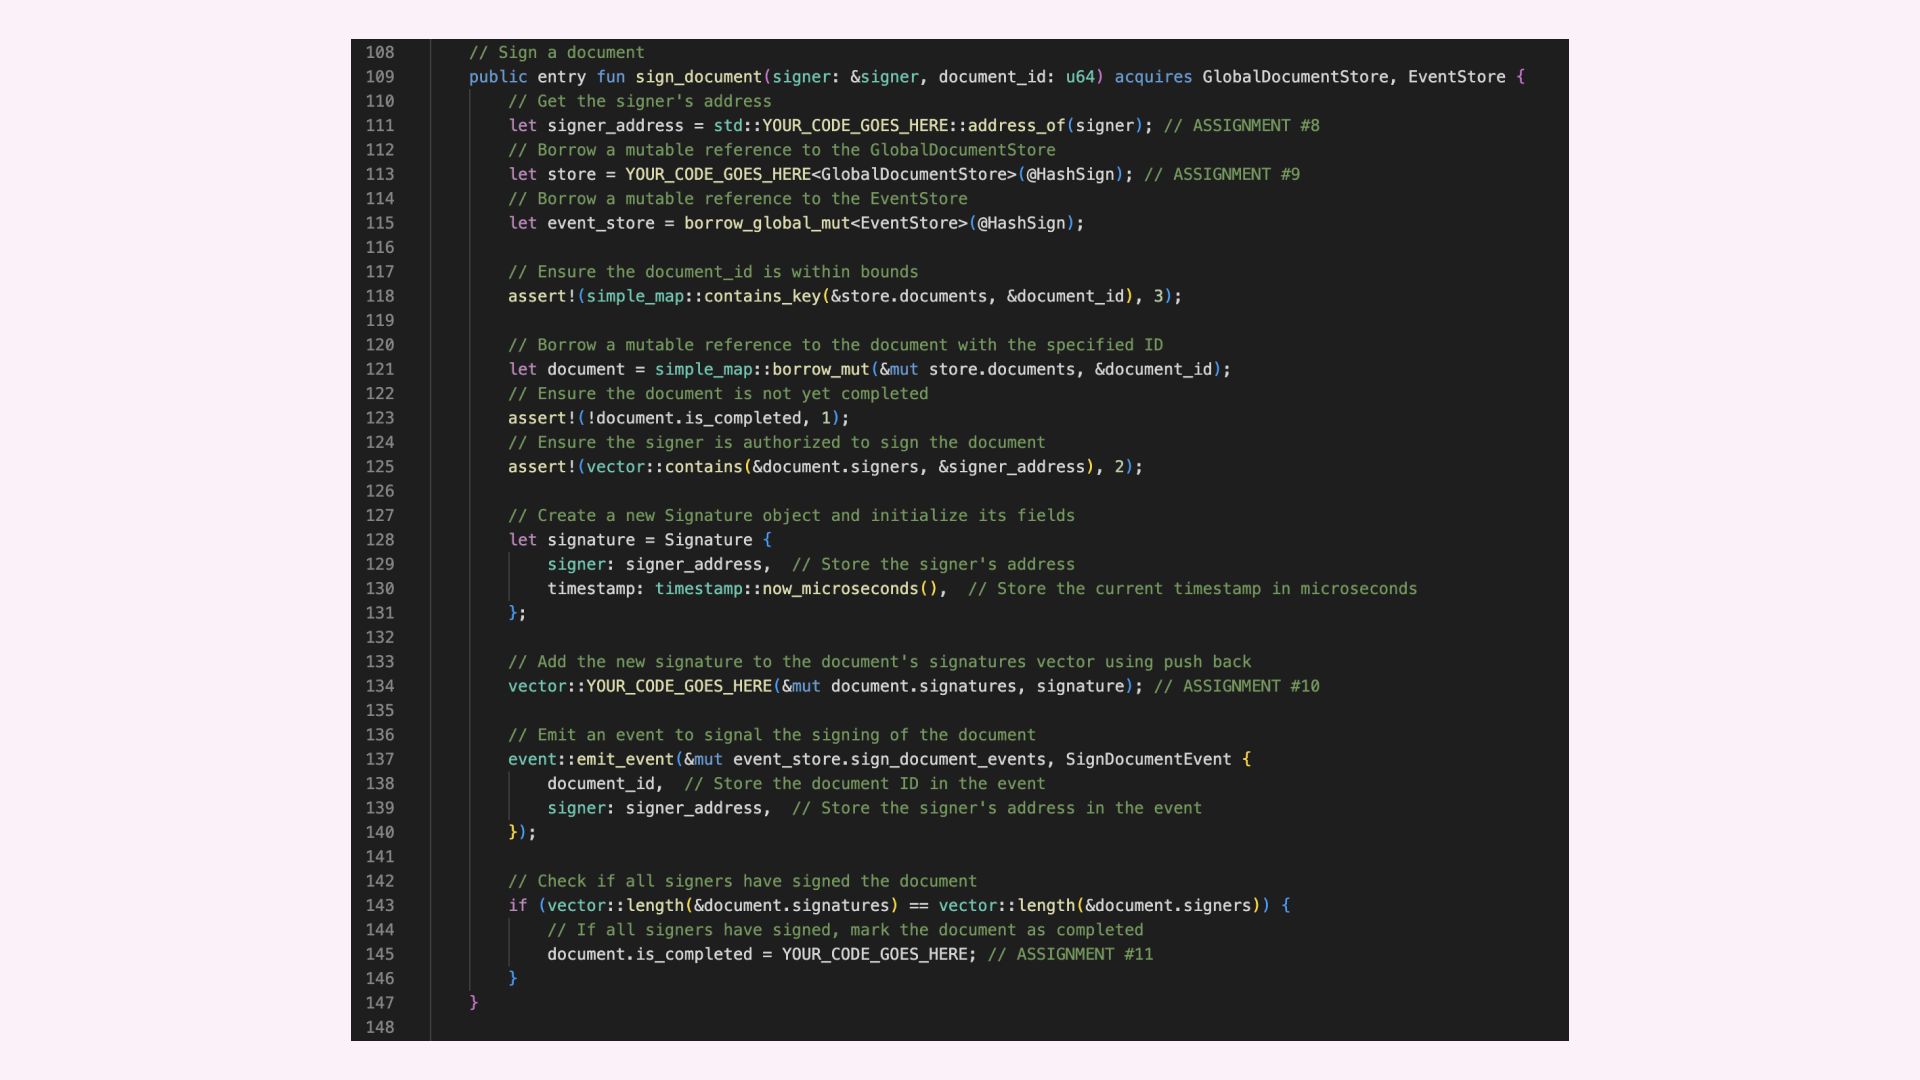 108 // Sign a document
109 public entry fun sign_document(signer: &signer, document_id: u64) acquires GlobalDocumentStore, EventStore {
110 // Get the signer's address
111 let signer_address = std::YOUR_CODE_GOES_HERE::address_of(signer); // ASSIGNMENT #8
112 // Borrow a mutable reference to the GlobalDocumentStore
113 let store = YOUR_CODE_GOES_HERE<GlobalDocumentStore>(@HashSign); // ASSIGNMENT #9
114 // Borrow a mutable reference to the EventStore
115 let event_store = borrow_global_mut<EventStore>(@HashSign);
116
117 // Ensure the document_id is within bounds
118 assert!(simple_map::contains_key(&store.documents, &document_id), 3);
119
120 // Borrow a mutable reference to the document with the specified ID
121 let document = simple_map::borrow_mut(&mut store.documents, &document_id);
122 // Ensure the document is not yet completed
123 assert!(!document.is_completed, 1);
124 // Ensure the signer is authorized to sign the document
125 assert!(vector::contains(&document.signers, &signer_address), 2);
126
127 // Create a new Signature object and initialize its fields
128 let signature = Signature {
129 signer: signer_address,  // Store the signer's address
130 timestamp: timestamp::now_microseconds(),  // Store the current timestamp in microseconds
131 };
132
133 // Add the new signature to the document's signatures vector using push back
134 vector::YOUR_CODE_GOES_HERE(&mut document.signatures, signature); // ASSIGNMENT #10
135
136 // Emit an event to signal the signing of the document
137 event::emit_event(&mut event_store.sign_document_events, SignDocumentEvent {
138 document_id,  // Store the document ID in the event
139 signer: signer_address,  // Store the signer's address in the event
140 });
141
142 // Check if all signers have signed the document
143 if (vector::length(&document.signatures) == vector::length(&document.signers)) {
144 // If all signers have signed, mark the document as completed
145 document.is_completed = YOUR_CODE_GOES_HERE; // ASSIGNMENT #11
146 }
147 }
148